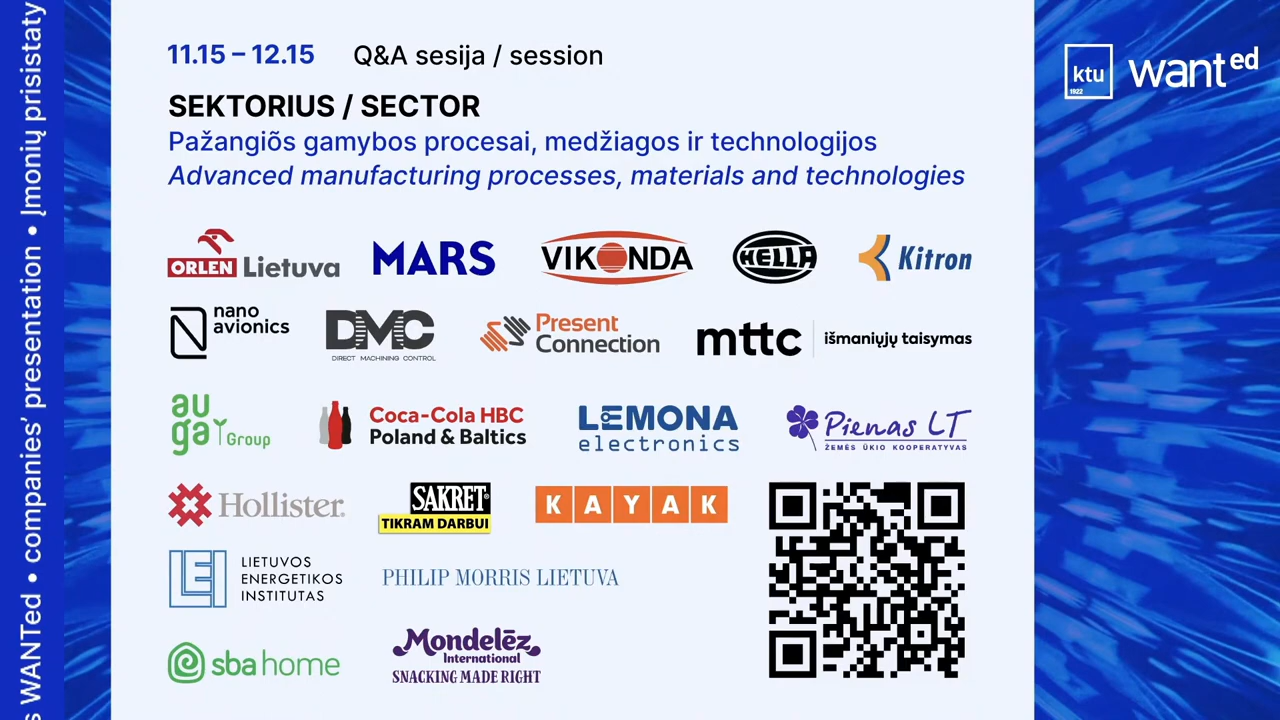 s WANTed • companies' presentation • Įmonių prisistaty
11.15 – 12.15 Q&A sesija / session
SEKTORIUS / SECTOR
Pažangiõs gamybos procesai, medžiagos ir technologijos
Advanced manufacturing processes, materials and technologies
ktu
1922
wanted
ORLEN Lietuva
MARS
VIKONDA
HELLA
Kitron
nano
avionics
DMC
DIRECT MACHINING CONTROL
Present
Connection
mttc
išmaniųjų taisymas
au
ga Group
Coca-Cola HBC
Poland & Baltics
LEMONA
electronics
Pienas LT
ŽEMĖS ŪKIO KOOPERATYVAS
Hollister®
SAKRET®
TIKRAM DARBUI
KAYAK
LEI
LIETUVOS
ENERGETIKOS
INSTITUTAS
PHILIP MORRIS LIETUVA
sba home
Mondelēz
International
SNACKING MADE RIGHT